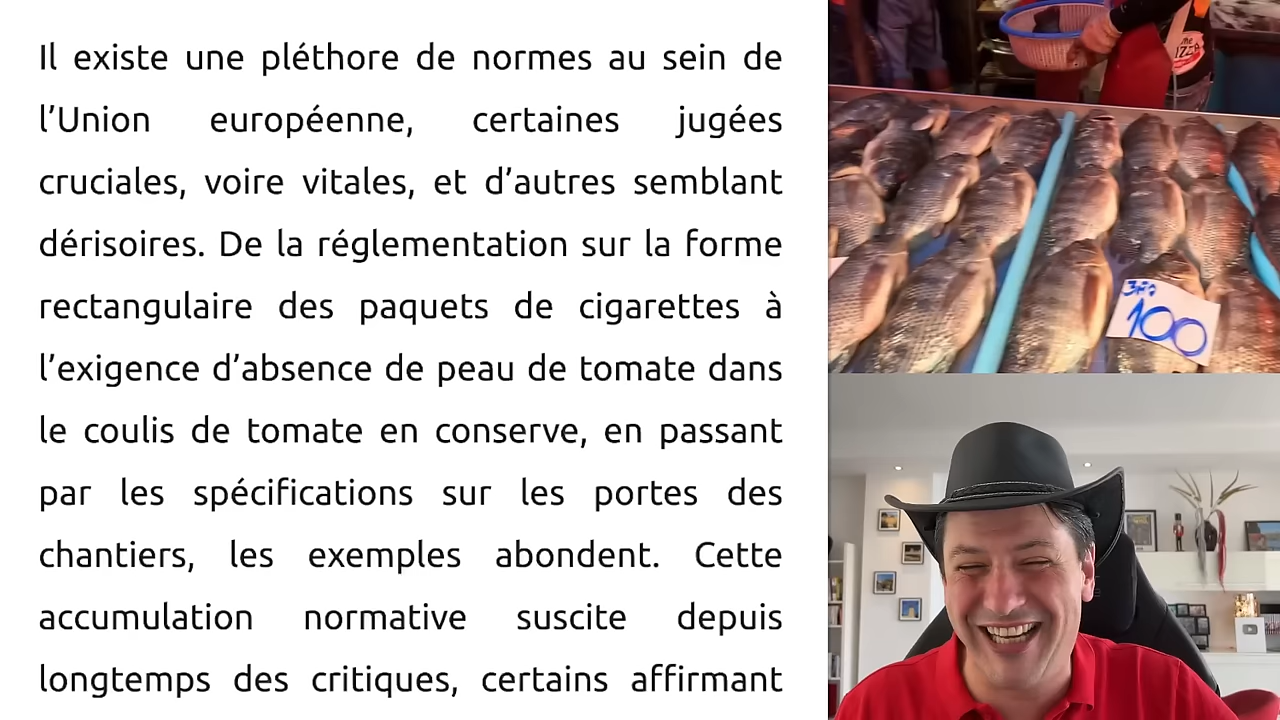 Il existe une pléthore de normes au sein de
l’Union européenne, certaines jugées
cruciales, voire vitales, et d’autres semblant
dérisoires. De la réglementation sur la forme
rectangulaire des paquets de cigarettes à
l’exigence d’absence de peau de tomate dans
le coulis de tomate en conserve, en passant
par les spécifications sur les portes des
chantiers, les exemples abondent. Cette
accumulation normative suscite depuis
longtemps des critiques, certains affirmant
100